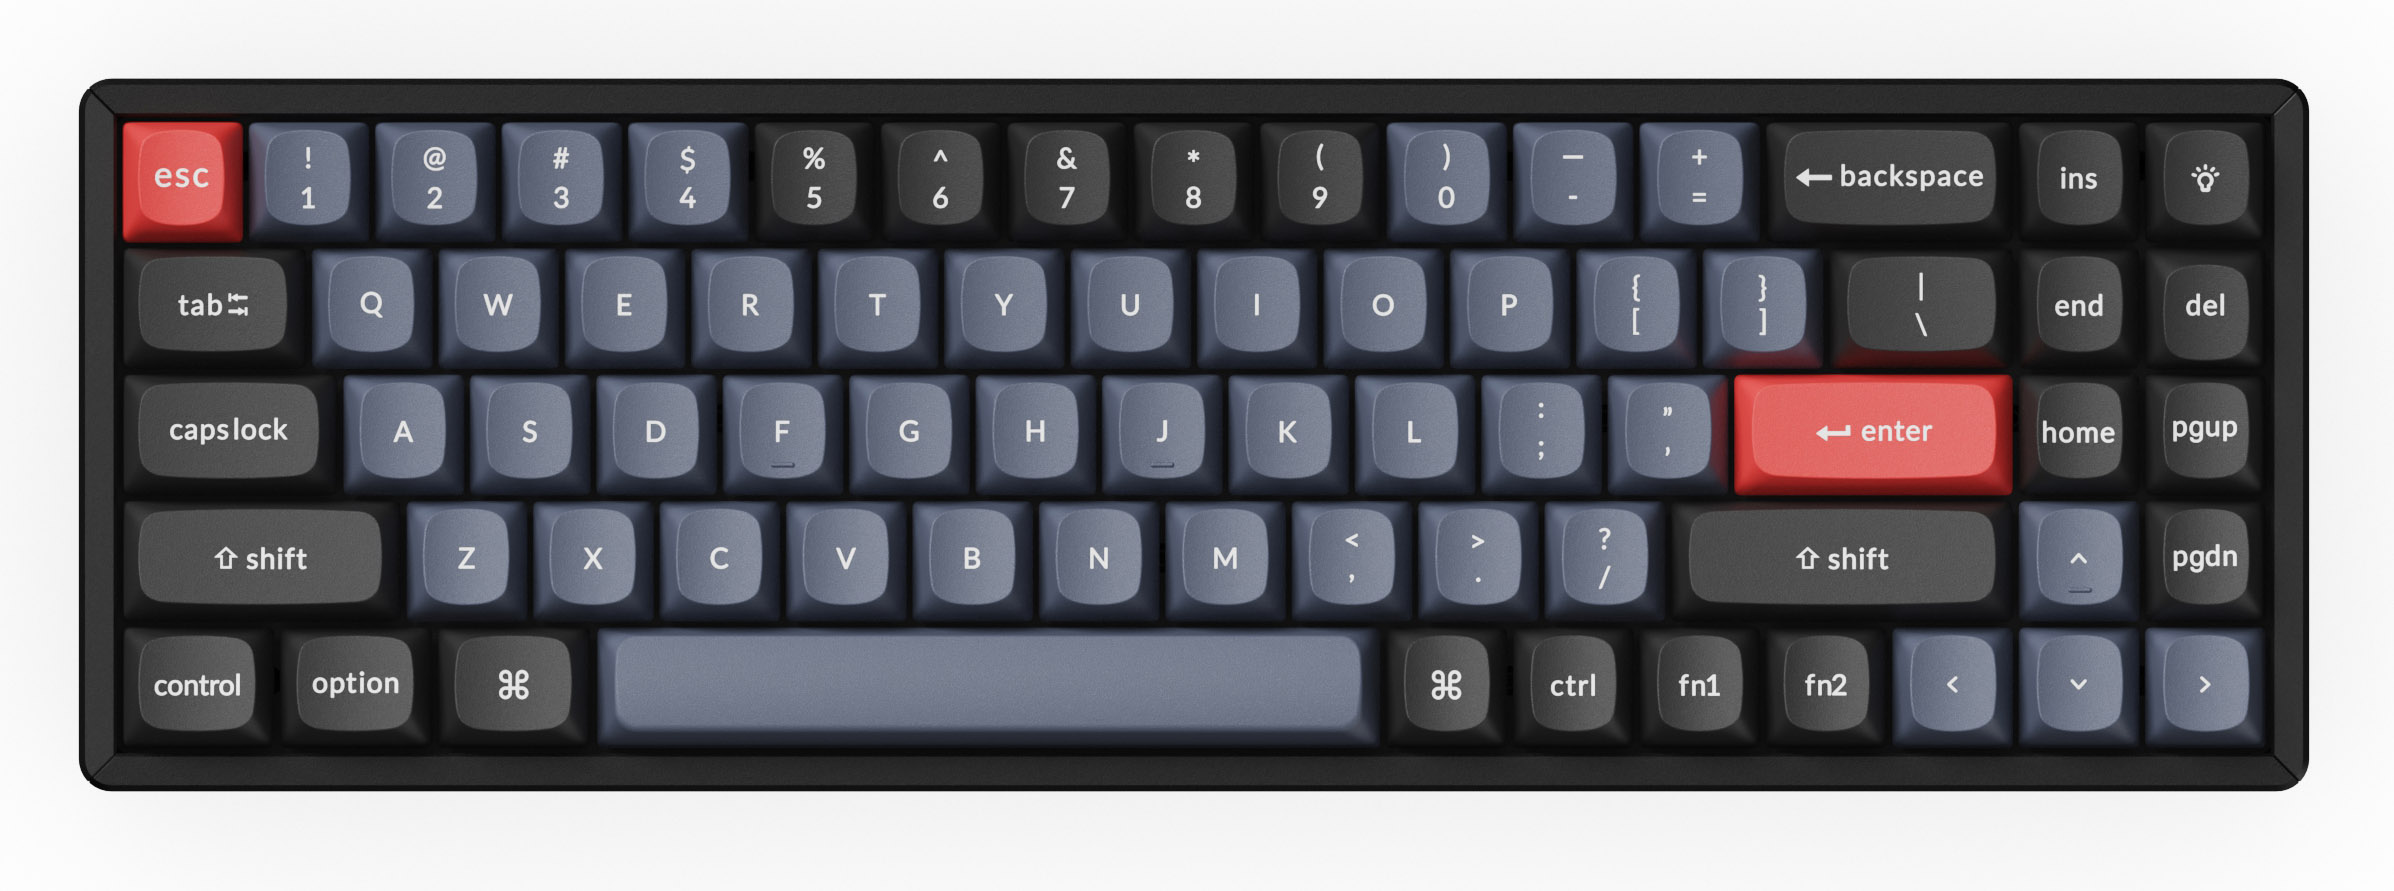 esc ! @ # $ % ^ & * ( ) — + ← backspace ins
1 2 3 4 5 6 7 8 9 0 - =
tab Q W E R T Y U I O P { } | end del
[ ] \
caps lock A S D F G H J K L : " ↵ enter home pgup
; '
⇧ shift Z X C V B N M < > ? ⇧ shift ^ pgdn
, . /
control option ⌘ ⌘ ctrl fn1 fn2 < ⌄ >